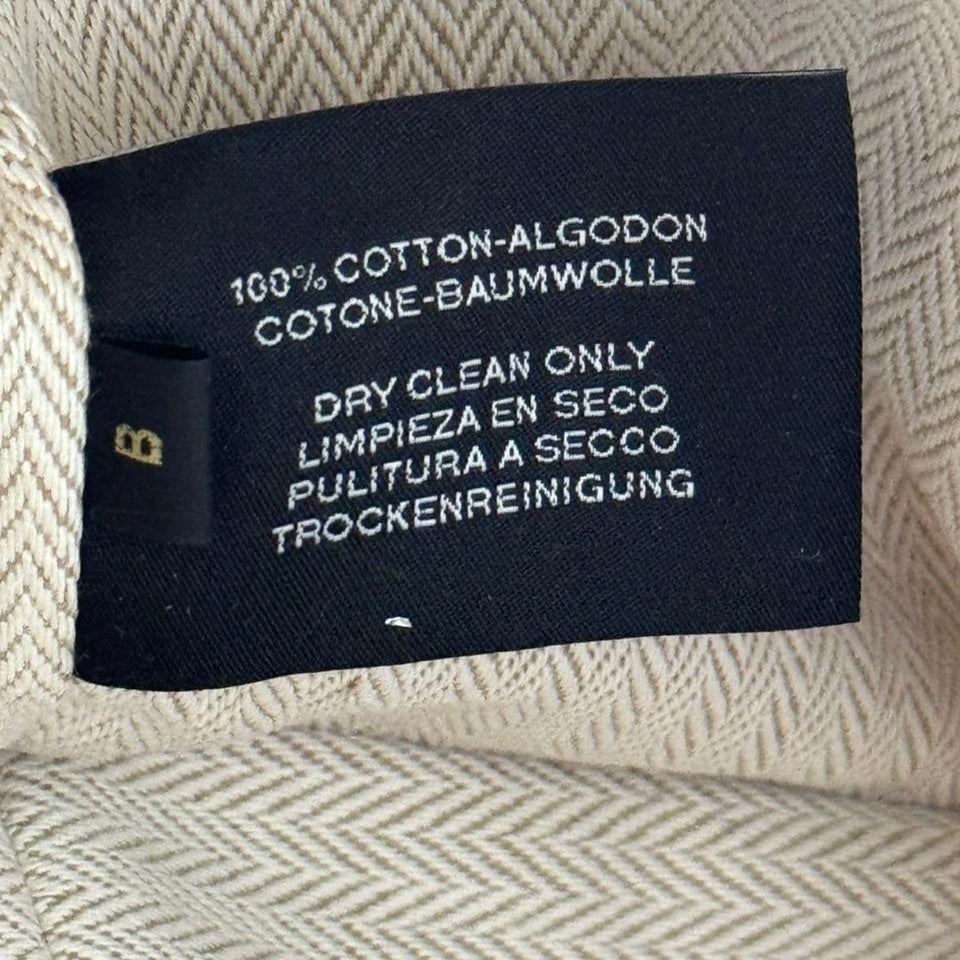 100% COTTON-ALGODON
COTONE-BAUMWOLLE
DRY CLEAN ONLY
LIMPIEZA EN SECO
PULITURA A SECCO
TROCKENREINIGUNG